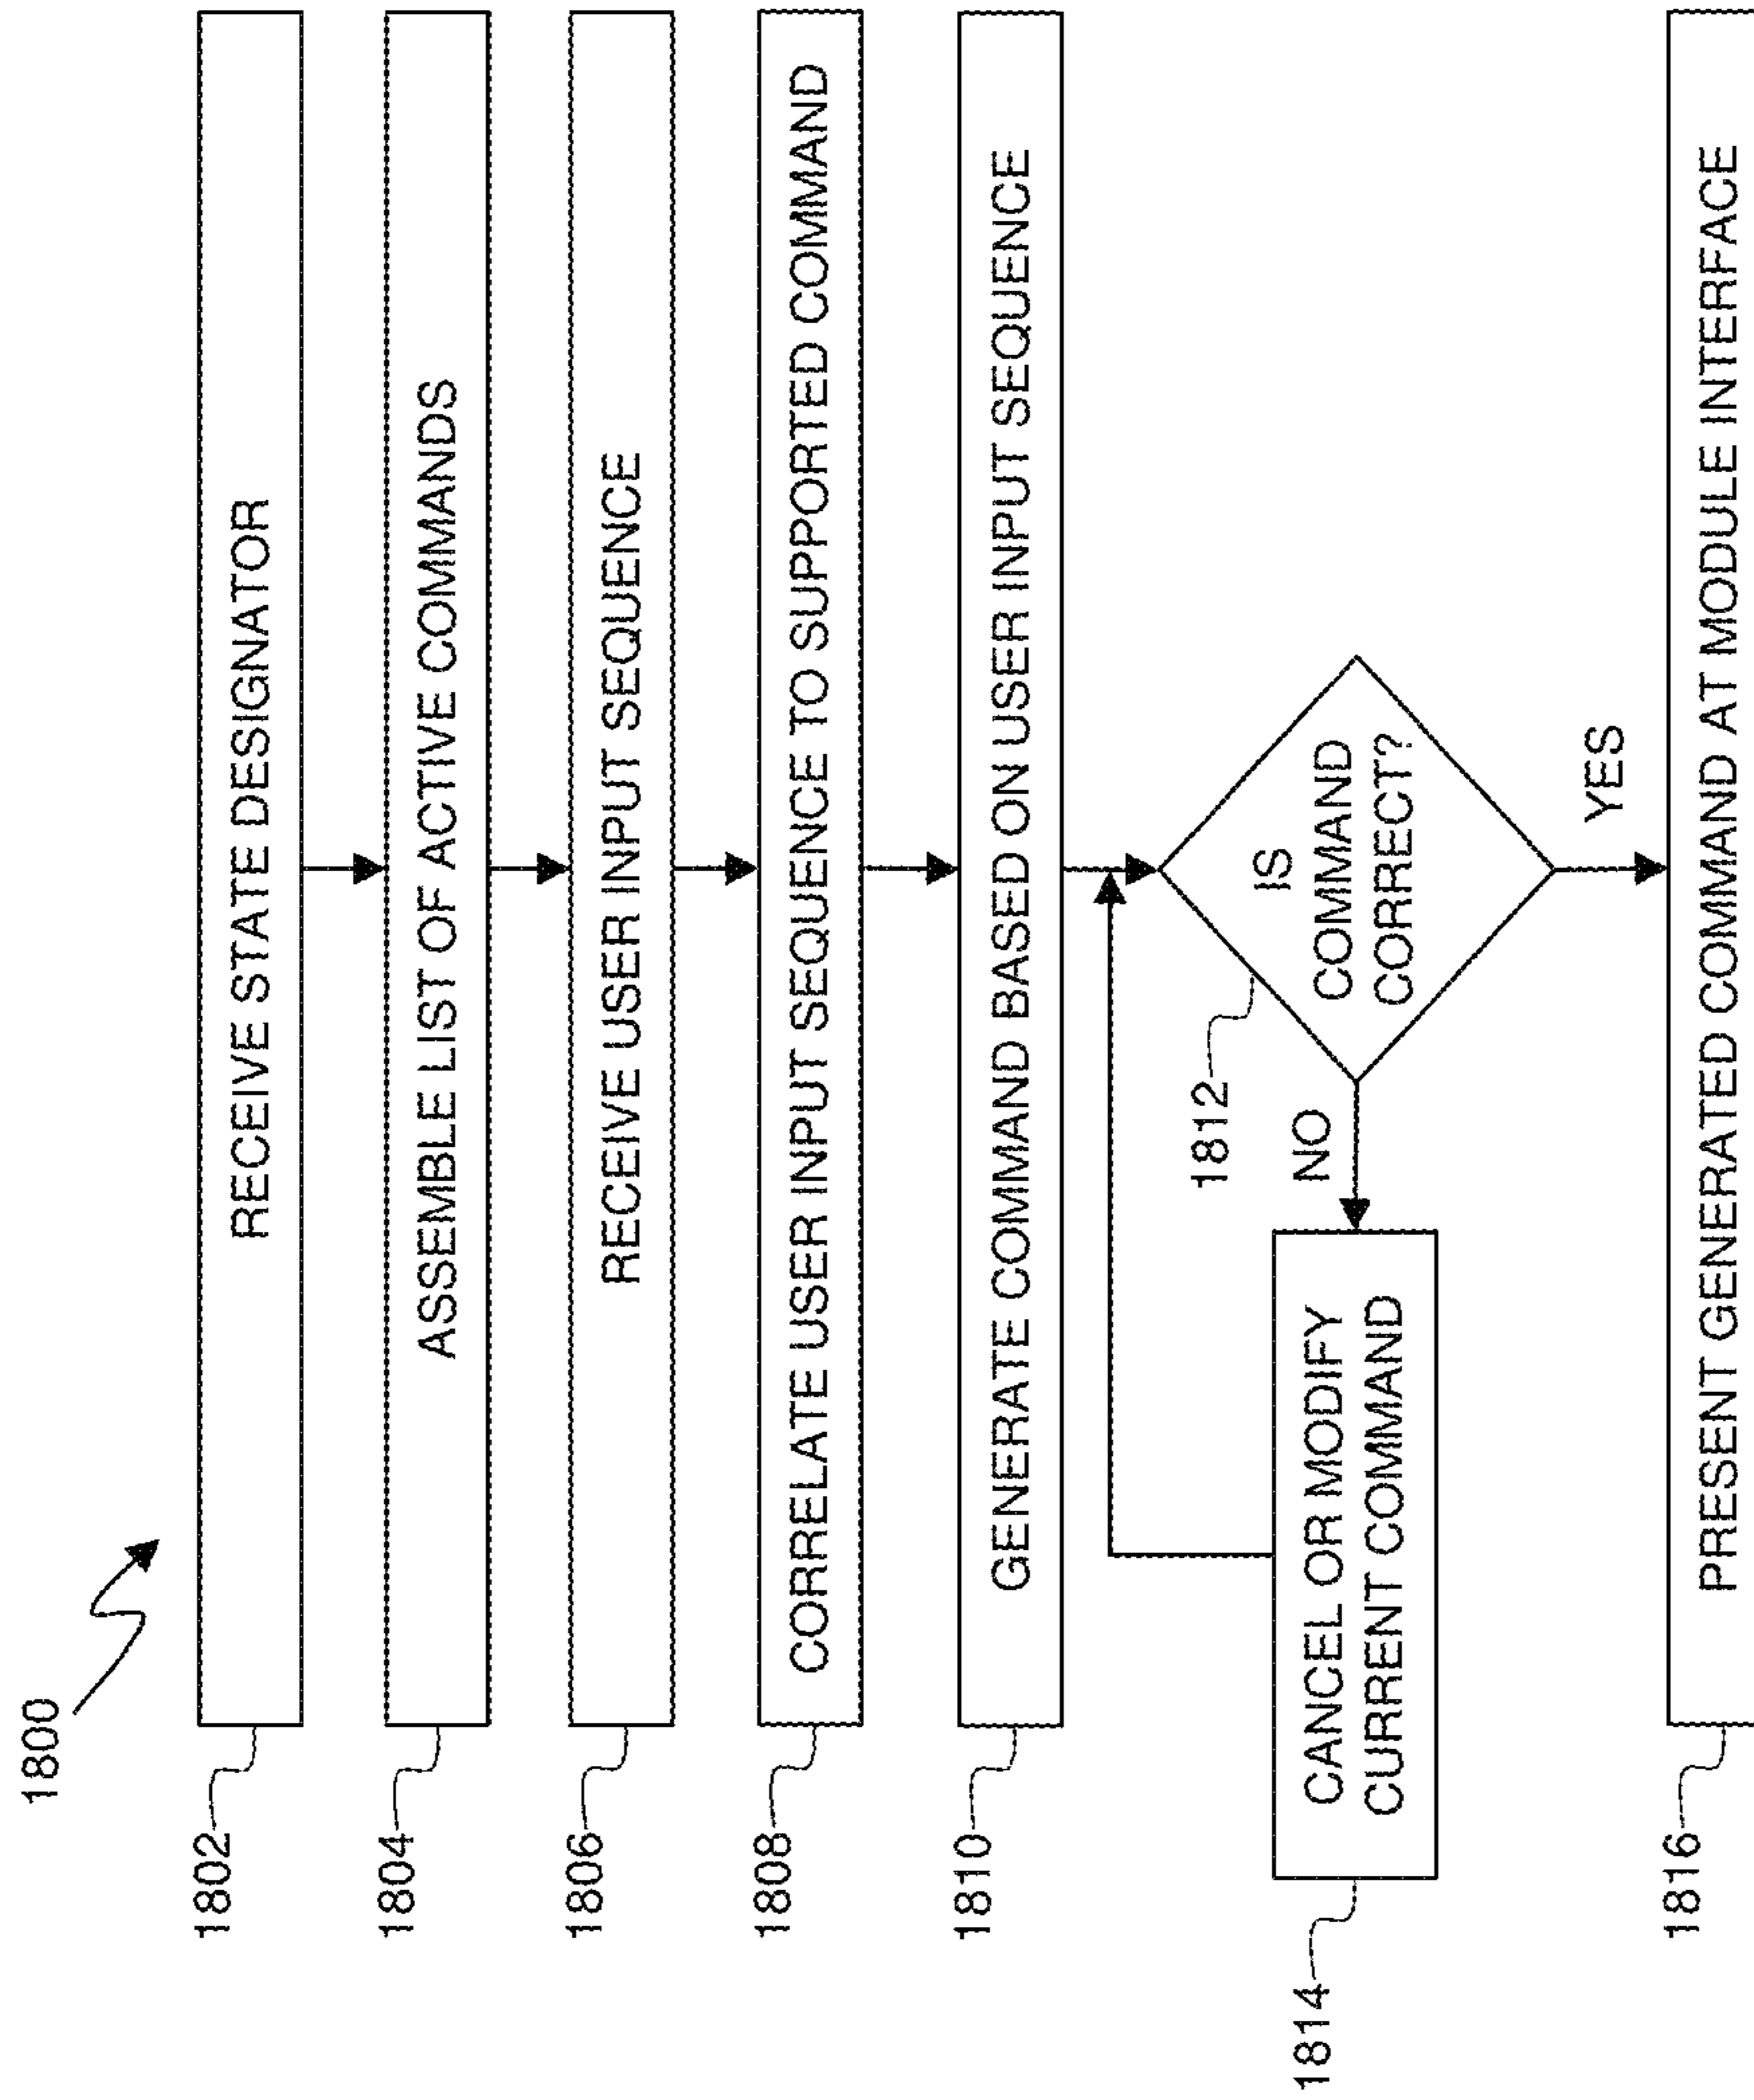 1800
1802
RECEIVE STATE DESIGNATOR
1804
ASSEMBLE LIST OF ACTIVE COMMANDS
1806
RECEIVE USER INPUT SEQUENCE
1808
CORRELATE USER INPUT SEQUENCE TO SUPPORTED COMMAND
1810
GENERATE COMMAND BASED ON USER INPUT SEQUENCE
1812
IS
COMMAND
CORRECT?
NO
YES
1814
CANCEL OR MODIFY
CURRENT COMMAND
1816
PRESENT GENERATED COMMAND AT MODULE INTERFACE